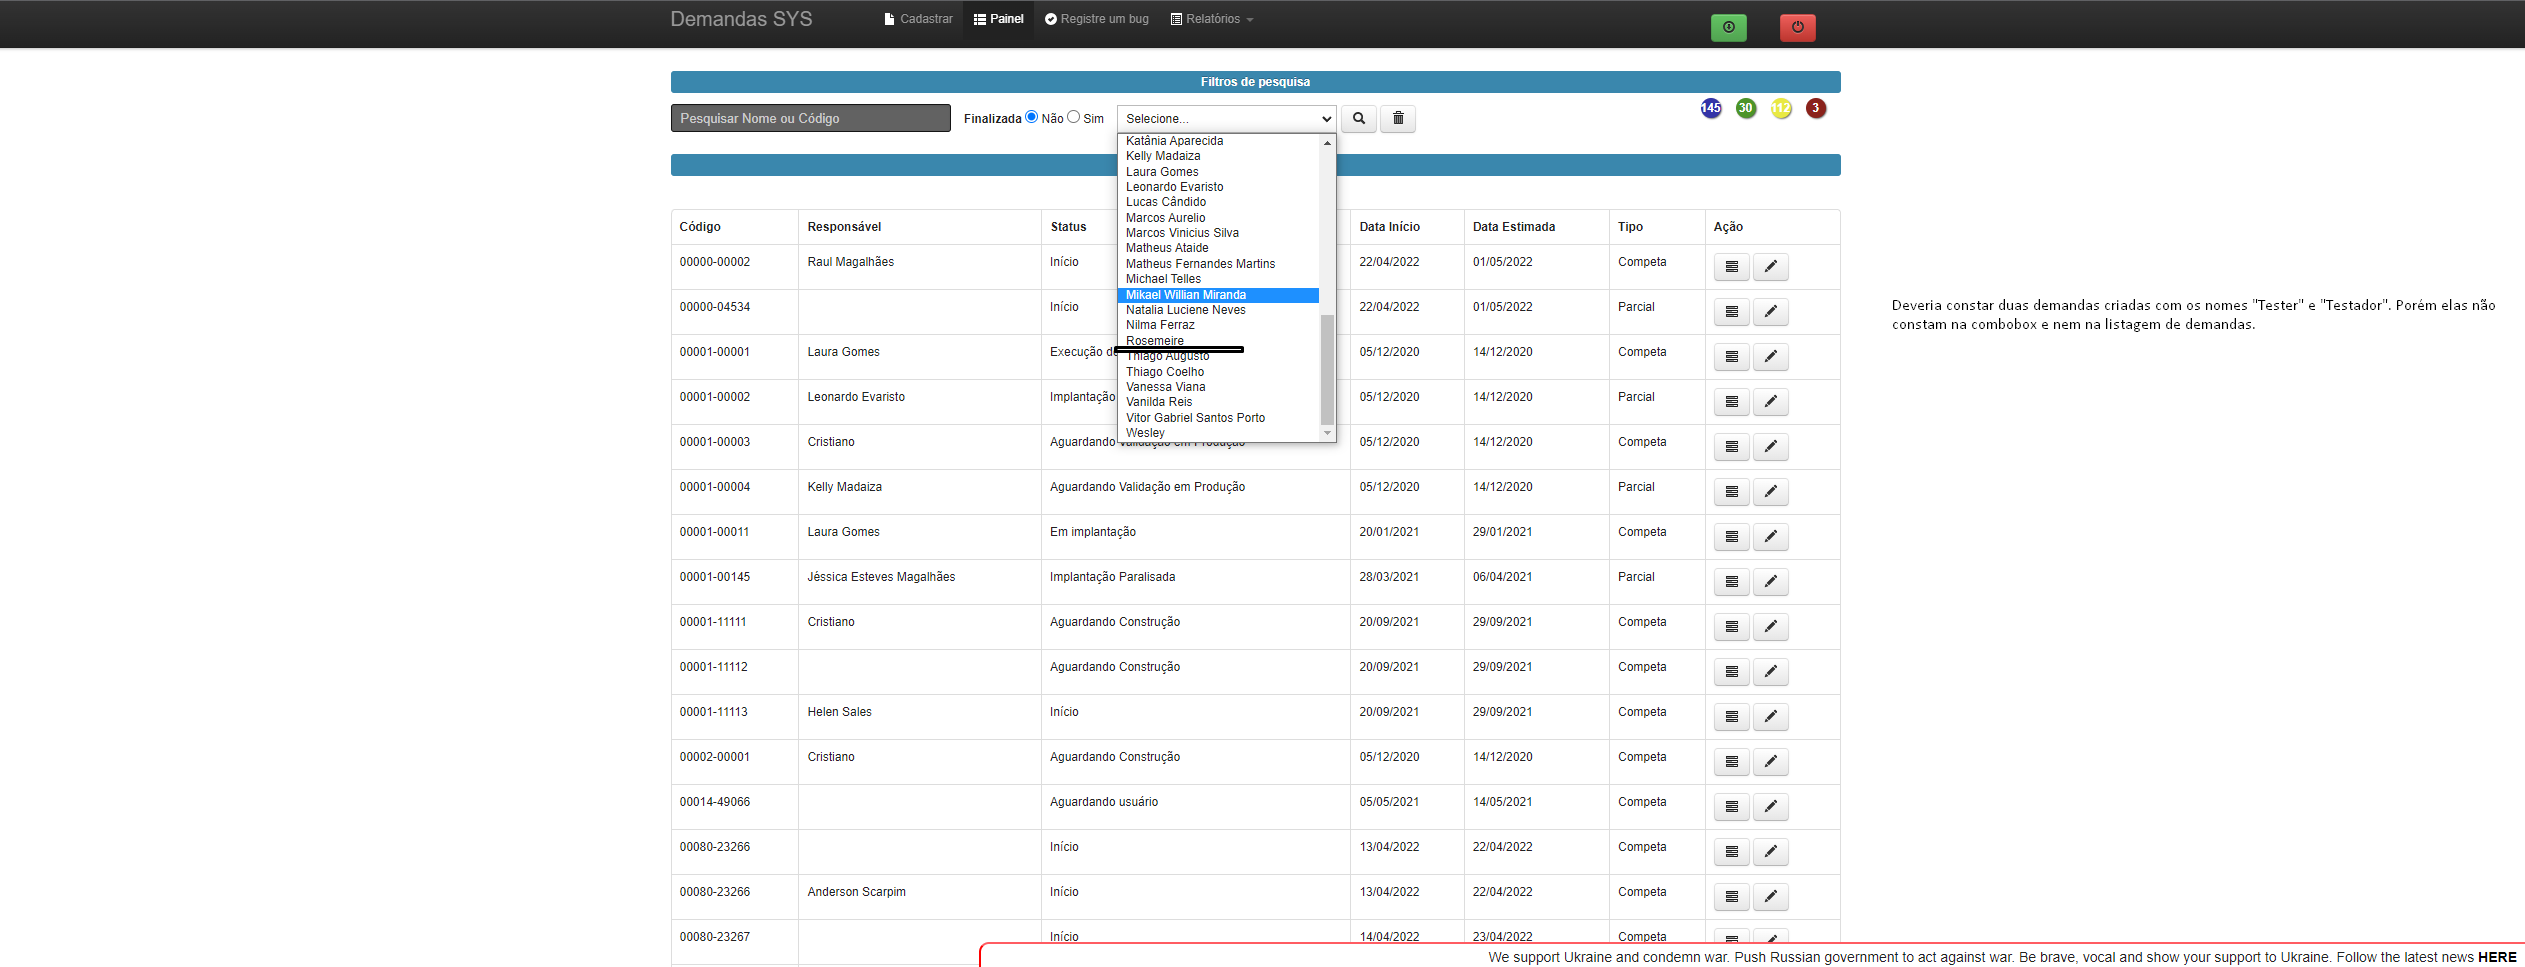 Demandas SYS Cadastrar Painel Registre um bug Relatórios
Filtros de pesquisa
Pesquisar Nome ou Código Finalizada Não Sim Selecione... 145 30 112 3
Katânia Aparecida
Kelly Madaiza
Laura Gomes
Leonardo Evaristo
Lucas Cândido
Marcos Aurelio
Marcos Vinicius Silva
Matheus Ataide
Matheus Fernandes Martins
Michael Telles
Mikael Willian Miranda
Natalia Luciene Neves
Nilma Ferraz
Rosemeire
Thiago Augusto
Thiago Coelho
Vanessa Viana
Vanilda Reis
Vitor Gabriel Santos Porto
Wesley
Código Responsável Status Data Início Data Estimada Tipo Ação
00000-00002 Raul Magalhães Início 22/04/2022 01/05/2022 Competa
00000-04534 Início 22/04/2022 01/05/2022 Parcial
00001-00001 Laura Gomes Execução de 05/12/2020 14/12/2020 Competa
00001-00002 Leonardo Evaristo Implantação 05/12/2020 14/12/2020 Parcial
00001-00003 Cristiano Aguardando Validação em Produção 05/12/2020 14/12/2020 Competa
00001-00004 Kelly Madaiza Aguardando Validação em Produção 05/12/2020 14/12/2020 Parcial
00001-00011 Laura Gomes Em implantação 20/01/2021 29/01/2021 Competa
00001-00145 Jéssica Esteves Magalhães Implantação Paralisada 28/03/2021 06/04/2021 Parcial
00001-11111 Cristiano Aguardando Construção 20/09/2021 29/09/2021 Competa
00001-11112 Aguardando Construção 20/09/2021 29/09/2021 Competa
00001-11113 Helen Sales Início 20/09/2021 29/09/2021 Competa
00002-00001 Cristiano Aguardando Construção 05/12/2020 14/12/2020 Competa
00014-49066 Aguardando usuário 05/05/2021 14/05/2021 Competa
00080-23266 Início 13/04/2022 22/04/2022 Competa
00080-23266 Anderson Scarpim Início 13/04/2022 22/04/2022 Competa
00080-23267 Início 14/04/2022 23/04/2022 Competa
Deveria constar duas demandas criadas com os nomes "Tester" e "Testador". Porém elas não
constam na combobox e nem na listagem de demandas.
We support Ukraine and condemn war. Push Russian government to act against war. Be brave, vocal and show your support to Ukraine. Follow the latest news HERE